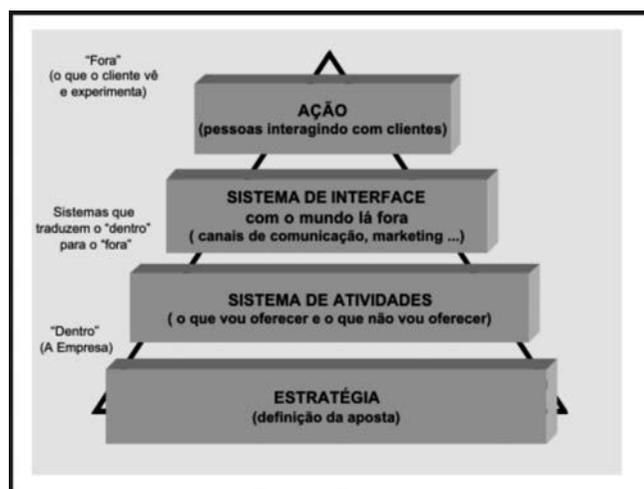 “Fora”
(o que o cliente vê
e experimenta)
AÇÃO
(pessoas interagindo com clientes)
Sistemas que
traduzem o “dentro”
para o “fora”
SISTEMA DE INTERFACE
com o mundo lá fora
( canais de comunicação, marketing ...)
SISTEMA DE ATIVIDADES
( o que vou oferecer e o que não vou oferecer)
“Dentro”
(A Empresa)
ESTRATÉGIA
(definição da aposta)